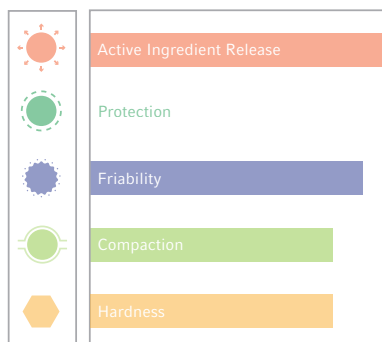 Active Ingredient Release
Protection
Friability
Compaction
Hardness